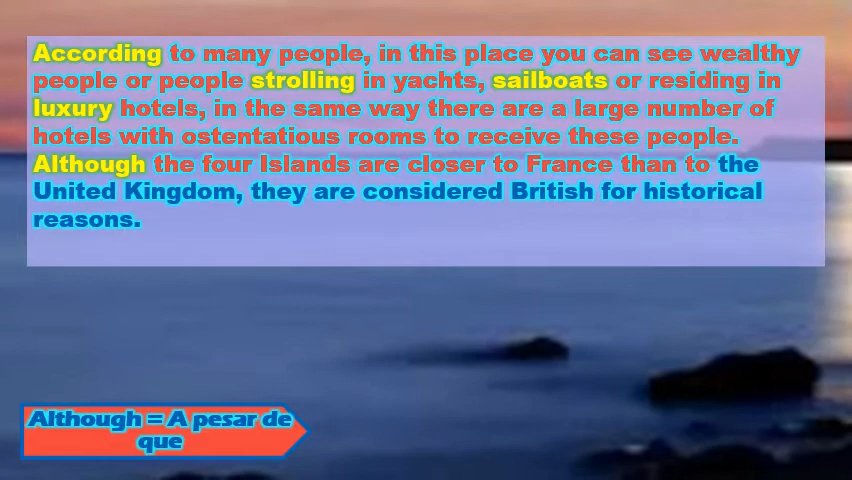 According to many people, in this place you can see wealthy
people or people strolling in yachts, sailboats or residing in
luxury hotels, in the same way there are a large number of
hotels with ostentatious rooms to receive these people.
Although the four Islands are closer to France than to the
United Kingdom, they are considered British for historical
reasons.
Although = A pesar de
que